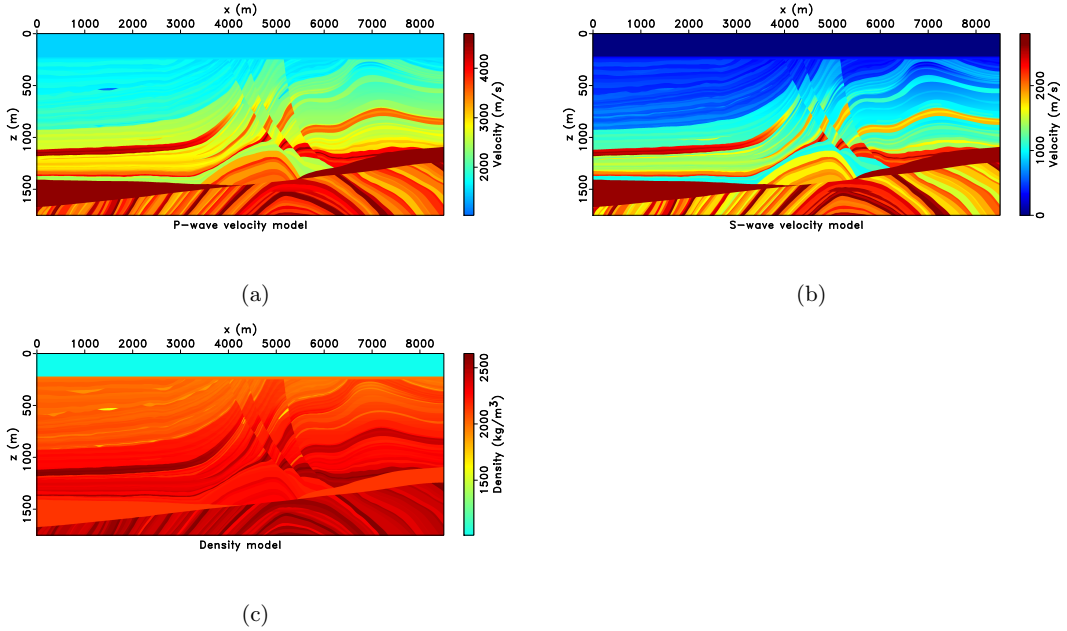 x (m)
0 1000 2000 3000 4000 5000 6000 7000 8000
z (m)
0 500 1000 1500
Velocity (m/s)
2000 3000 4000
P-wave velocity model
(a)
x (m)
0 1000 2000 3000 4000 5000 6000 7000 8000
z (m)
0 500 1000 1500
Velocity (m/s)
0 1000 2000
S-wave velocity model
(b)
x (m)
0 1000 2000 3000 4000 5000 6000 7000 8000
z (m)
0 500 1000 1500
Density (kg/m³)
1500 2000 2500
Density model
(c)